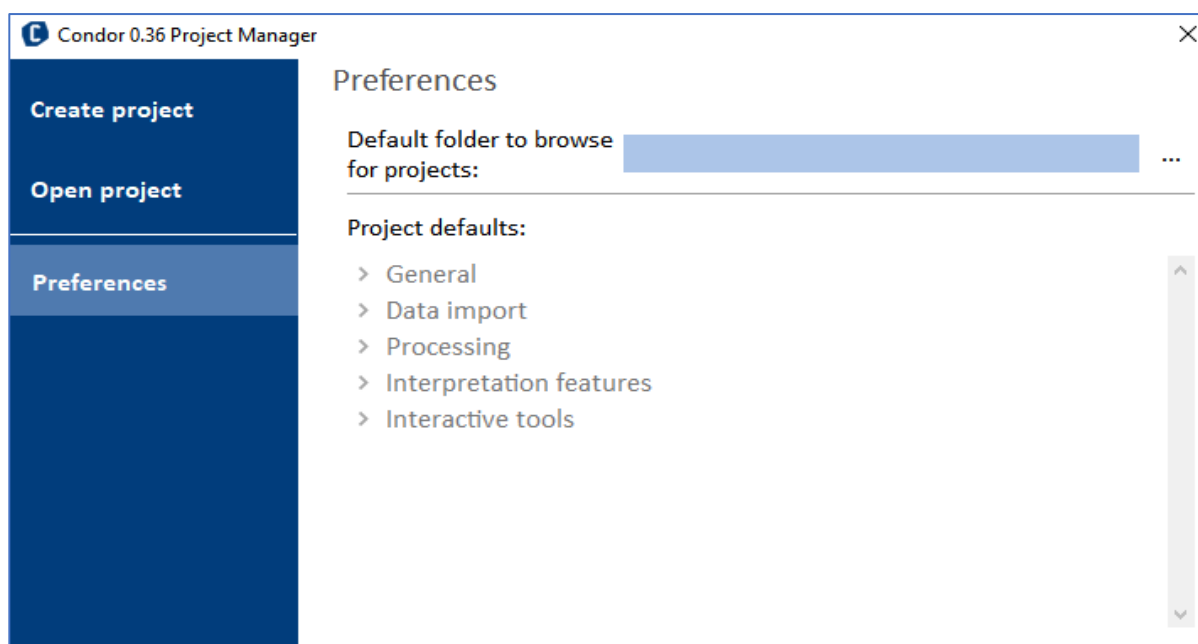 Condor 0.36 Project Manager
Create project
Open project
Preferences
Preferences
Default folder to browse
for projects:
...
Project defaults:
General
Data import
Processing
Interpretation features
Interactive tools